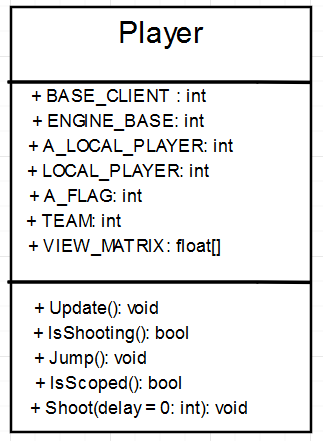 Player
+ BASE_CLIENT : int
+ ENGINE_BASE: int
+ A_LOCAL_PLAYER: int
+ LOCAL_PLAYER: int
+ A_FLAG: int
+ TEAM: int
+ VIEW_MATRIX: float[]
+ Update(): void
+ IsShooting(): bool
+ Jump(): void
+ IsScoped(): bool
+ Shoot(delay = 0: int): void